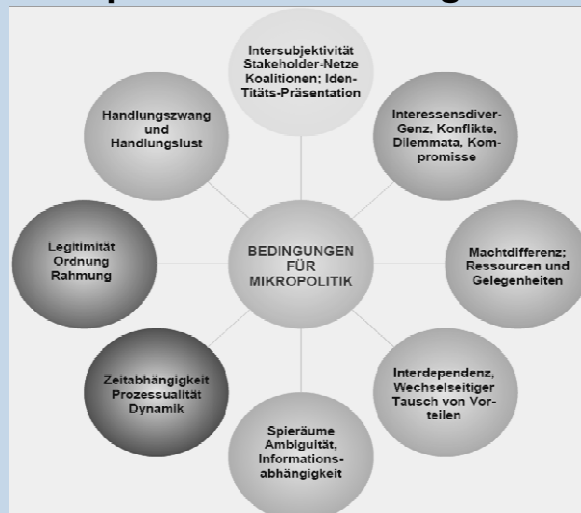 Intersubjektivität
Stakeholder-Netze
Koalitionen; Iden-
Titäts-Präsentation
Interessensdiver-
Genz, Konflikte,
Dilemmata, Kom-
promisse
Machtdifferenz;
Ressourcen und
Gelegenheiten
Interdependenz,
Wechselseitiger
Tausch von Vor-
teilen
Spieräume
Ambiguität,
Informations-
abhängigkeit
Zeitabhängigkeit
Prozessualität
Dynamik
Legitimität
Ordnung
Rahmung
Handlungszwang
und
Handlungslust
BEDINGUNGEN
FÜR
MIKROPOLITIK